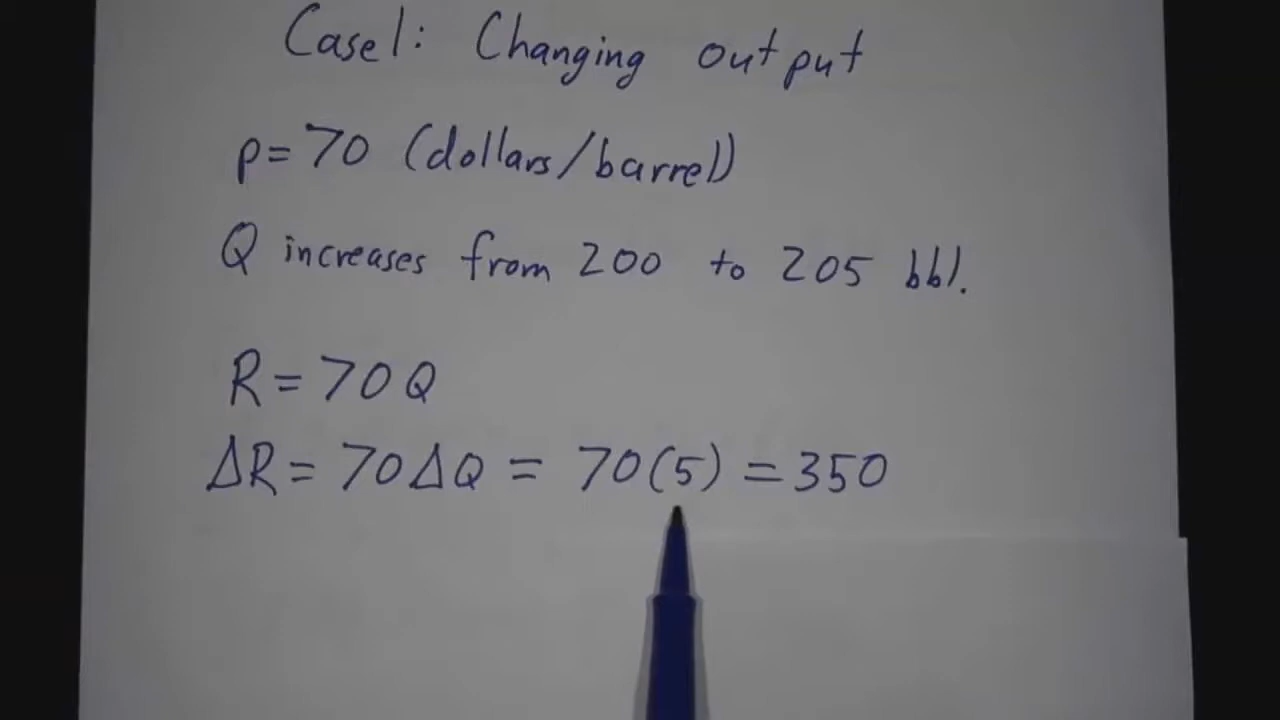 Case1: Changing output
p=70 (dollars/barrel)
Q increases from 200 to 205 bbl.
R=70Q
ΔR=70ΔQ = 70(5) =350